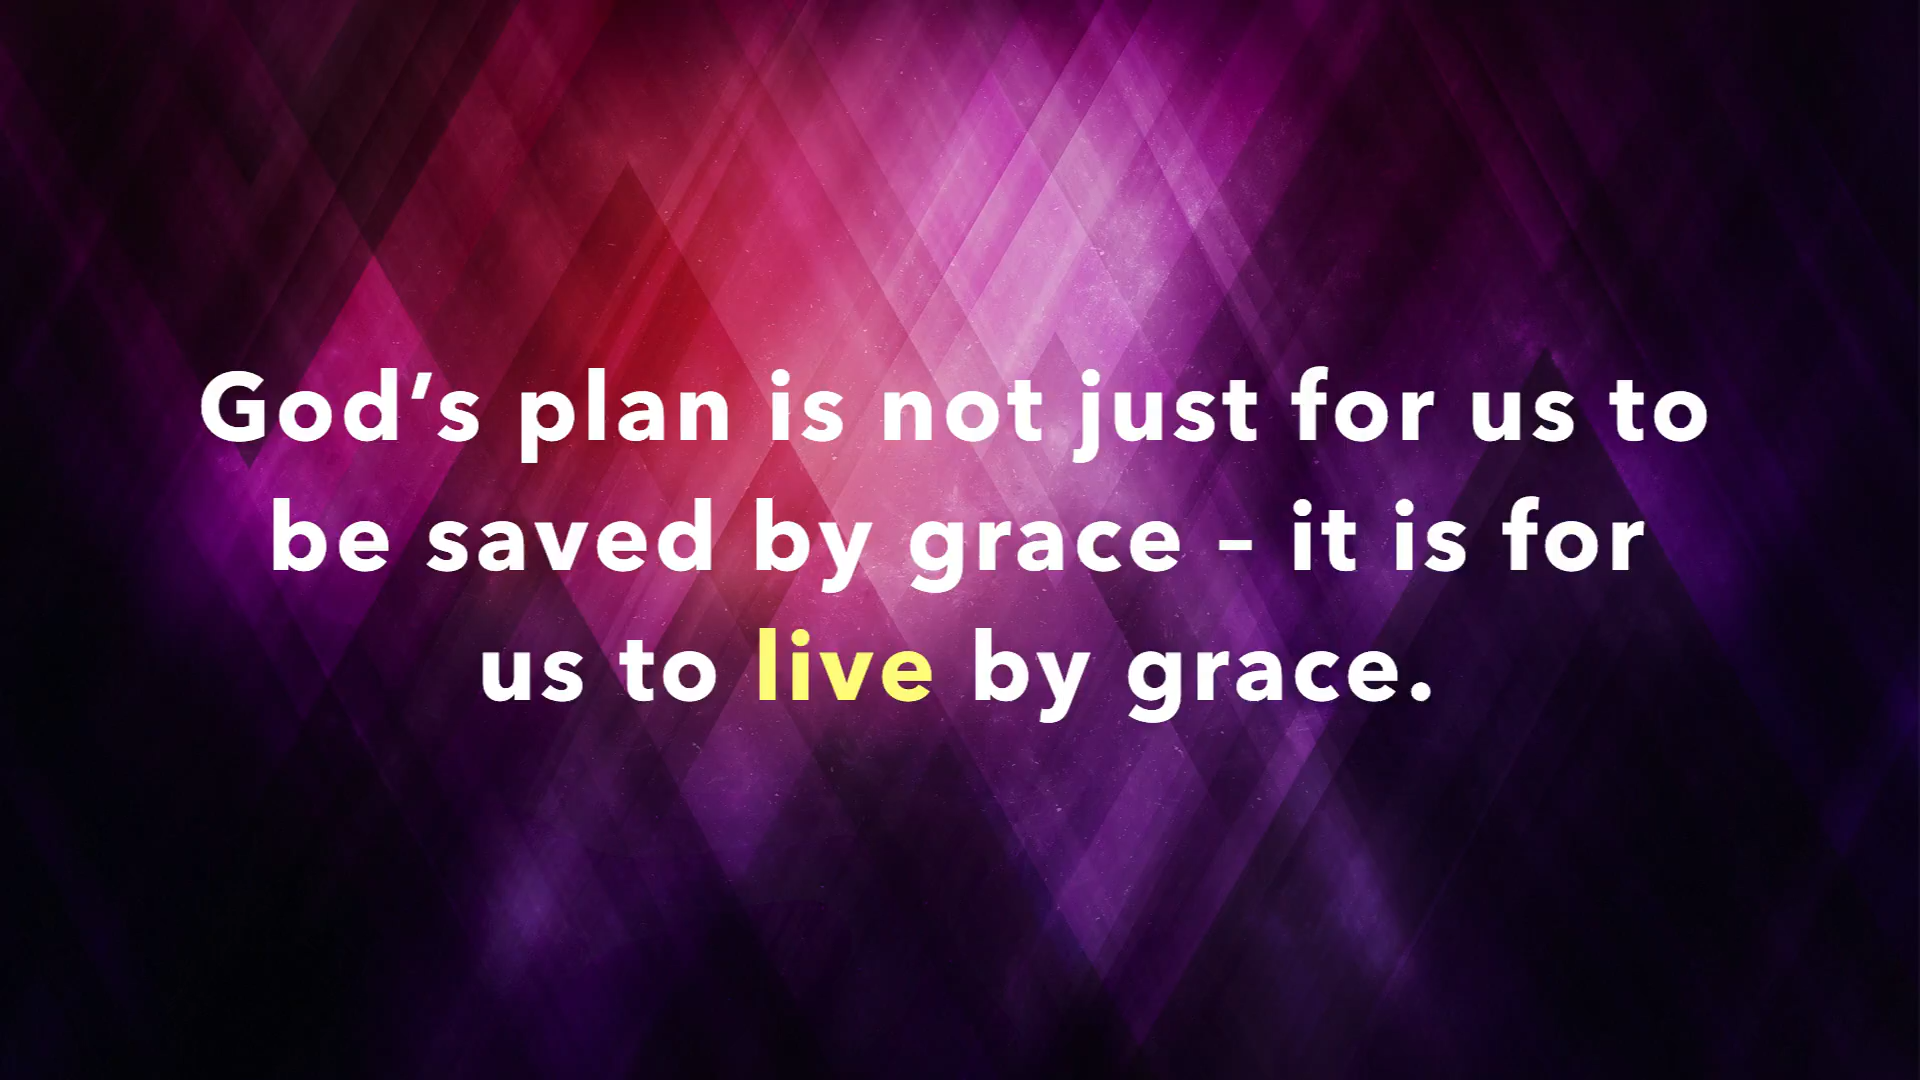 God’s plan is not just for us to
be saved by grace – it is for
us to live by grace.